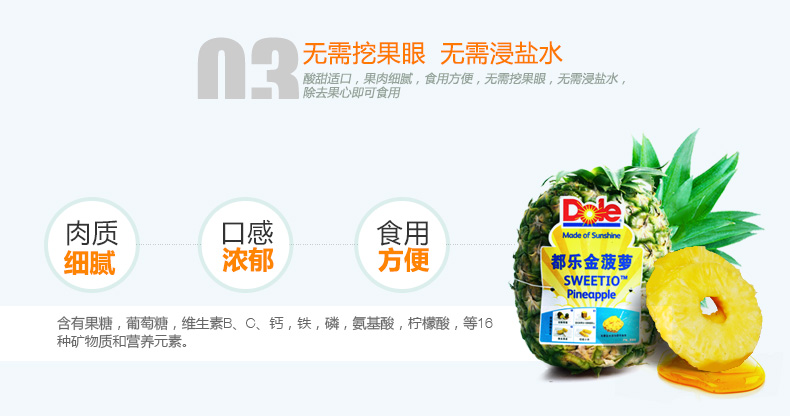 03
无需挖果眼 无需浸盐水
酸甜适口，果肉细腻，食用方便，无需挖果眼，无需浸盐水，
除去果心即可食用
肉质
细腻
口感
浓郁
食用
方便
含有果糖，葡萄糖，维生素B、C、钙，铁，磷，氨基酸，柠檬酸，等16
种矿物质和营养元素。
Dole
Made of Sunshine
都乐金菠萝
SWEETIO™
Pineapple